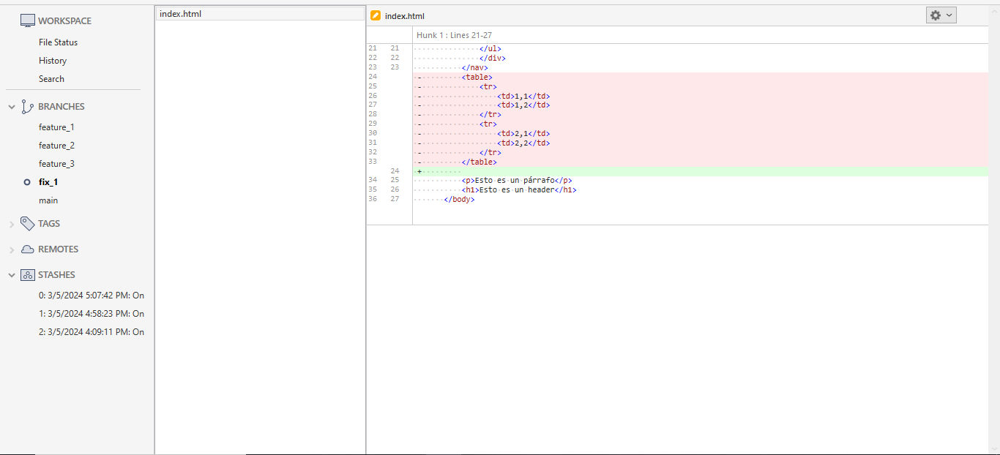 WORKSPACE
File Status
History
Search
BRANCHES
feature_1
feature_2
feature_3
fix_1
main
TAGS
REMOTES
STASHES
0: 3/5/2024 5:07:42 PM: On
1: 3/5/2024 4:58:23 PM: On
2: 3/5/2024 4:09:11 PM: On
index.html
index.html
Hunk 1 : Lines 21-27
21 21 </ul>
22 22 </div>
23 23 </nav>
24 - <table>
25 - <tr>
26 - <td>1,1</td>
27 - <td>1,2</td>
28 - </tr>
29 - <tr>
30 - <td>2,1</td>
31 - <td>2,2</td>
32 - </tr>
33 - </table>
24 +
34 25 <p>Esto es un párrafo</p>
35 26 <h1>Esto es un header</h1>
36 27 </body>